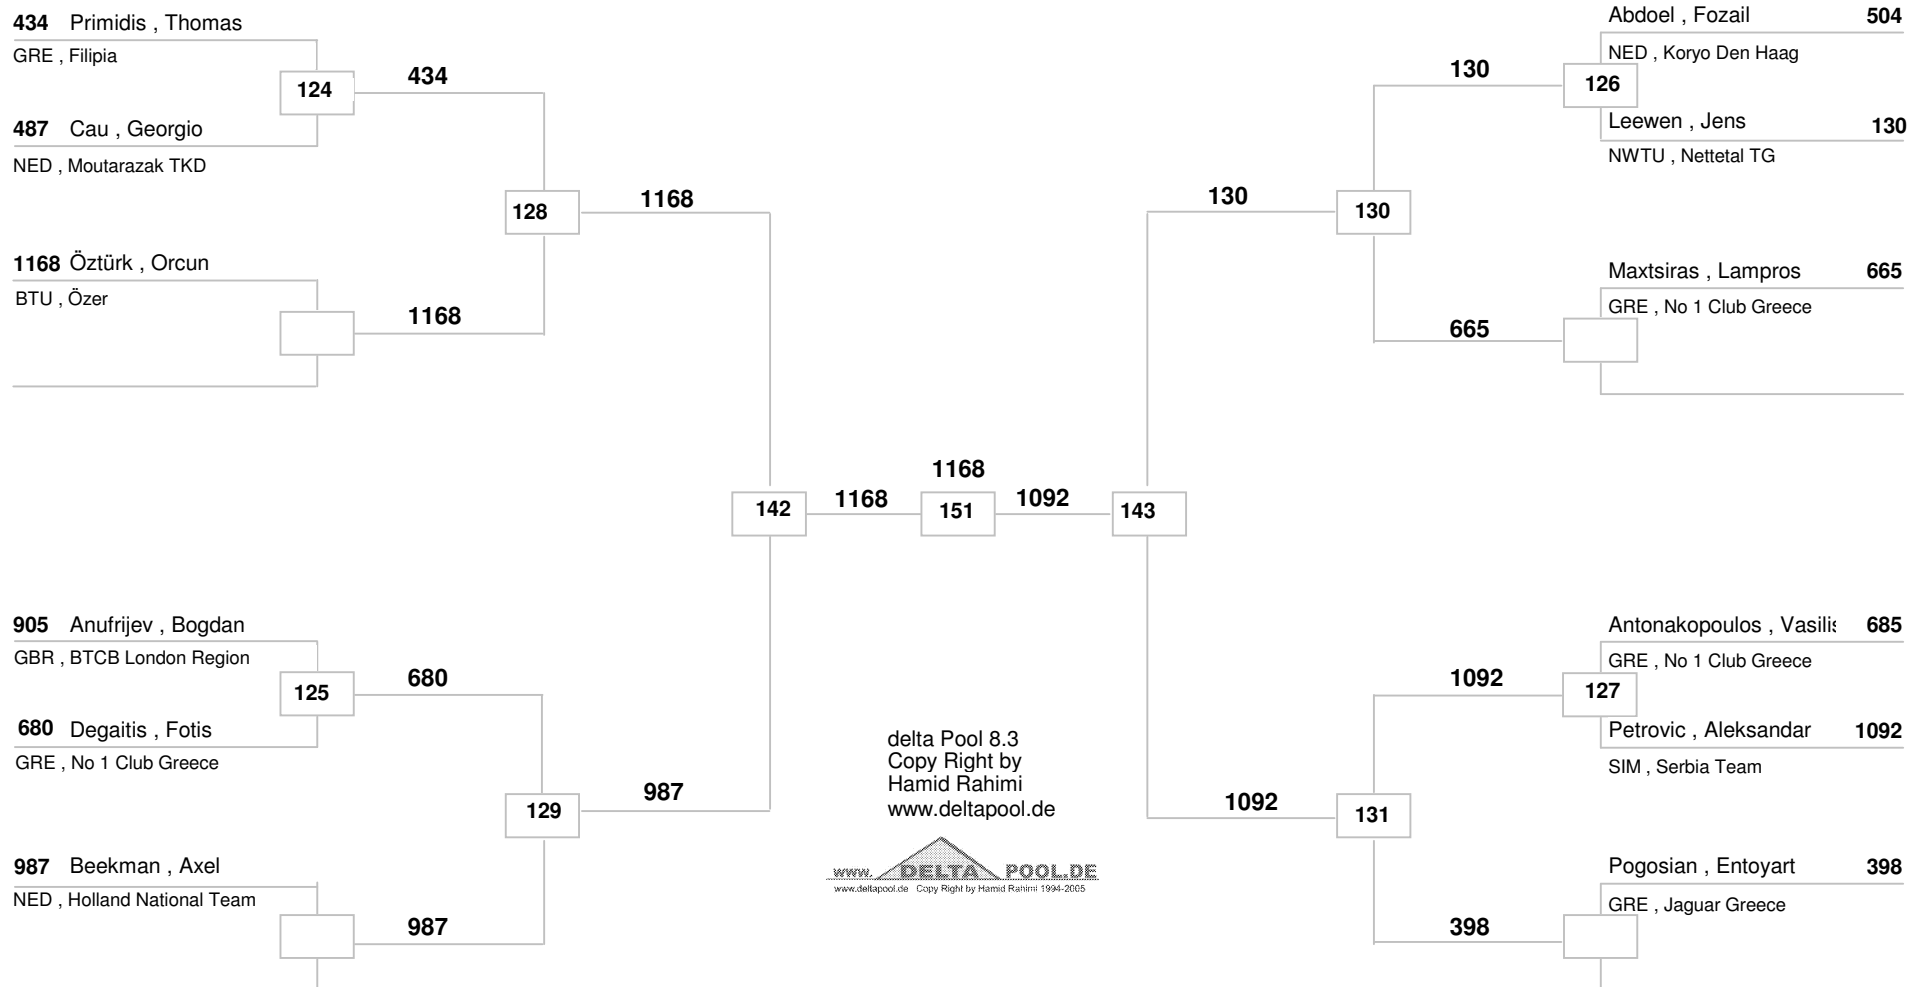 434 Primidis , Thomas
GRE , Filipia
124
434
487 Cau , Georgio
NED , Moutarazak TKD
128
1168
1168 Öztürk , Orcun
BTU , Özer
1168
142
1168
1168
151
1092
143
905 Anufrijev , Bogdan
GBR , BTCB London Region
125
680
680 Degaitis , Fotis
GRE , No 1 Club Greece
129
987
987 Beekman , Axel
NED , Holland National Team
987
delta Pool 8.3
Copy Right by
Hamid Rahimi
www.deltapool.de
www. DELTA POOL.DE
www.deltapool.de Copy Right by Hamid Rahimi 1994-2005
Abdoel , Fozail 504
NED , Koryo Den Haag
130
126
Leewen , Jens 130
NWTU , Nettetal TG
130
130
Maxtsiras , Lampros 665
GRE , No 1 Club Greece
665
Antonakopoulos , Vasilis 685
GRE , No 1 Club Greece
1092
127
Petrovic , Aleksandar 1092
SIM , Serbia Team
1092
131
Pogosian , Entoyart 398
GRE , Jaguar Greece
398